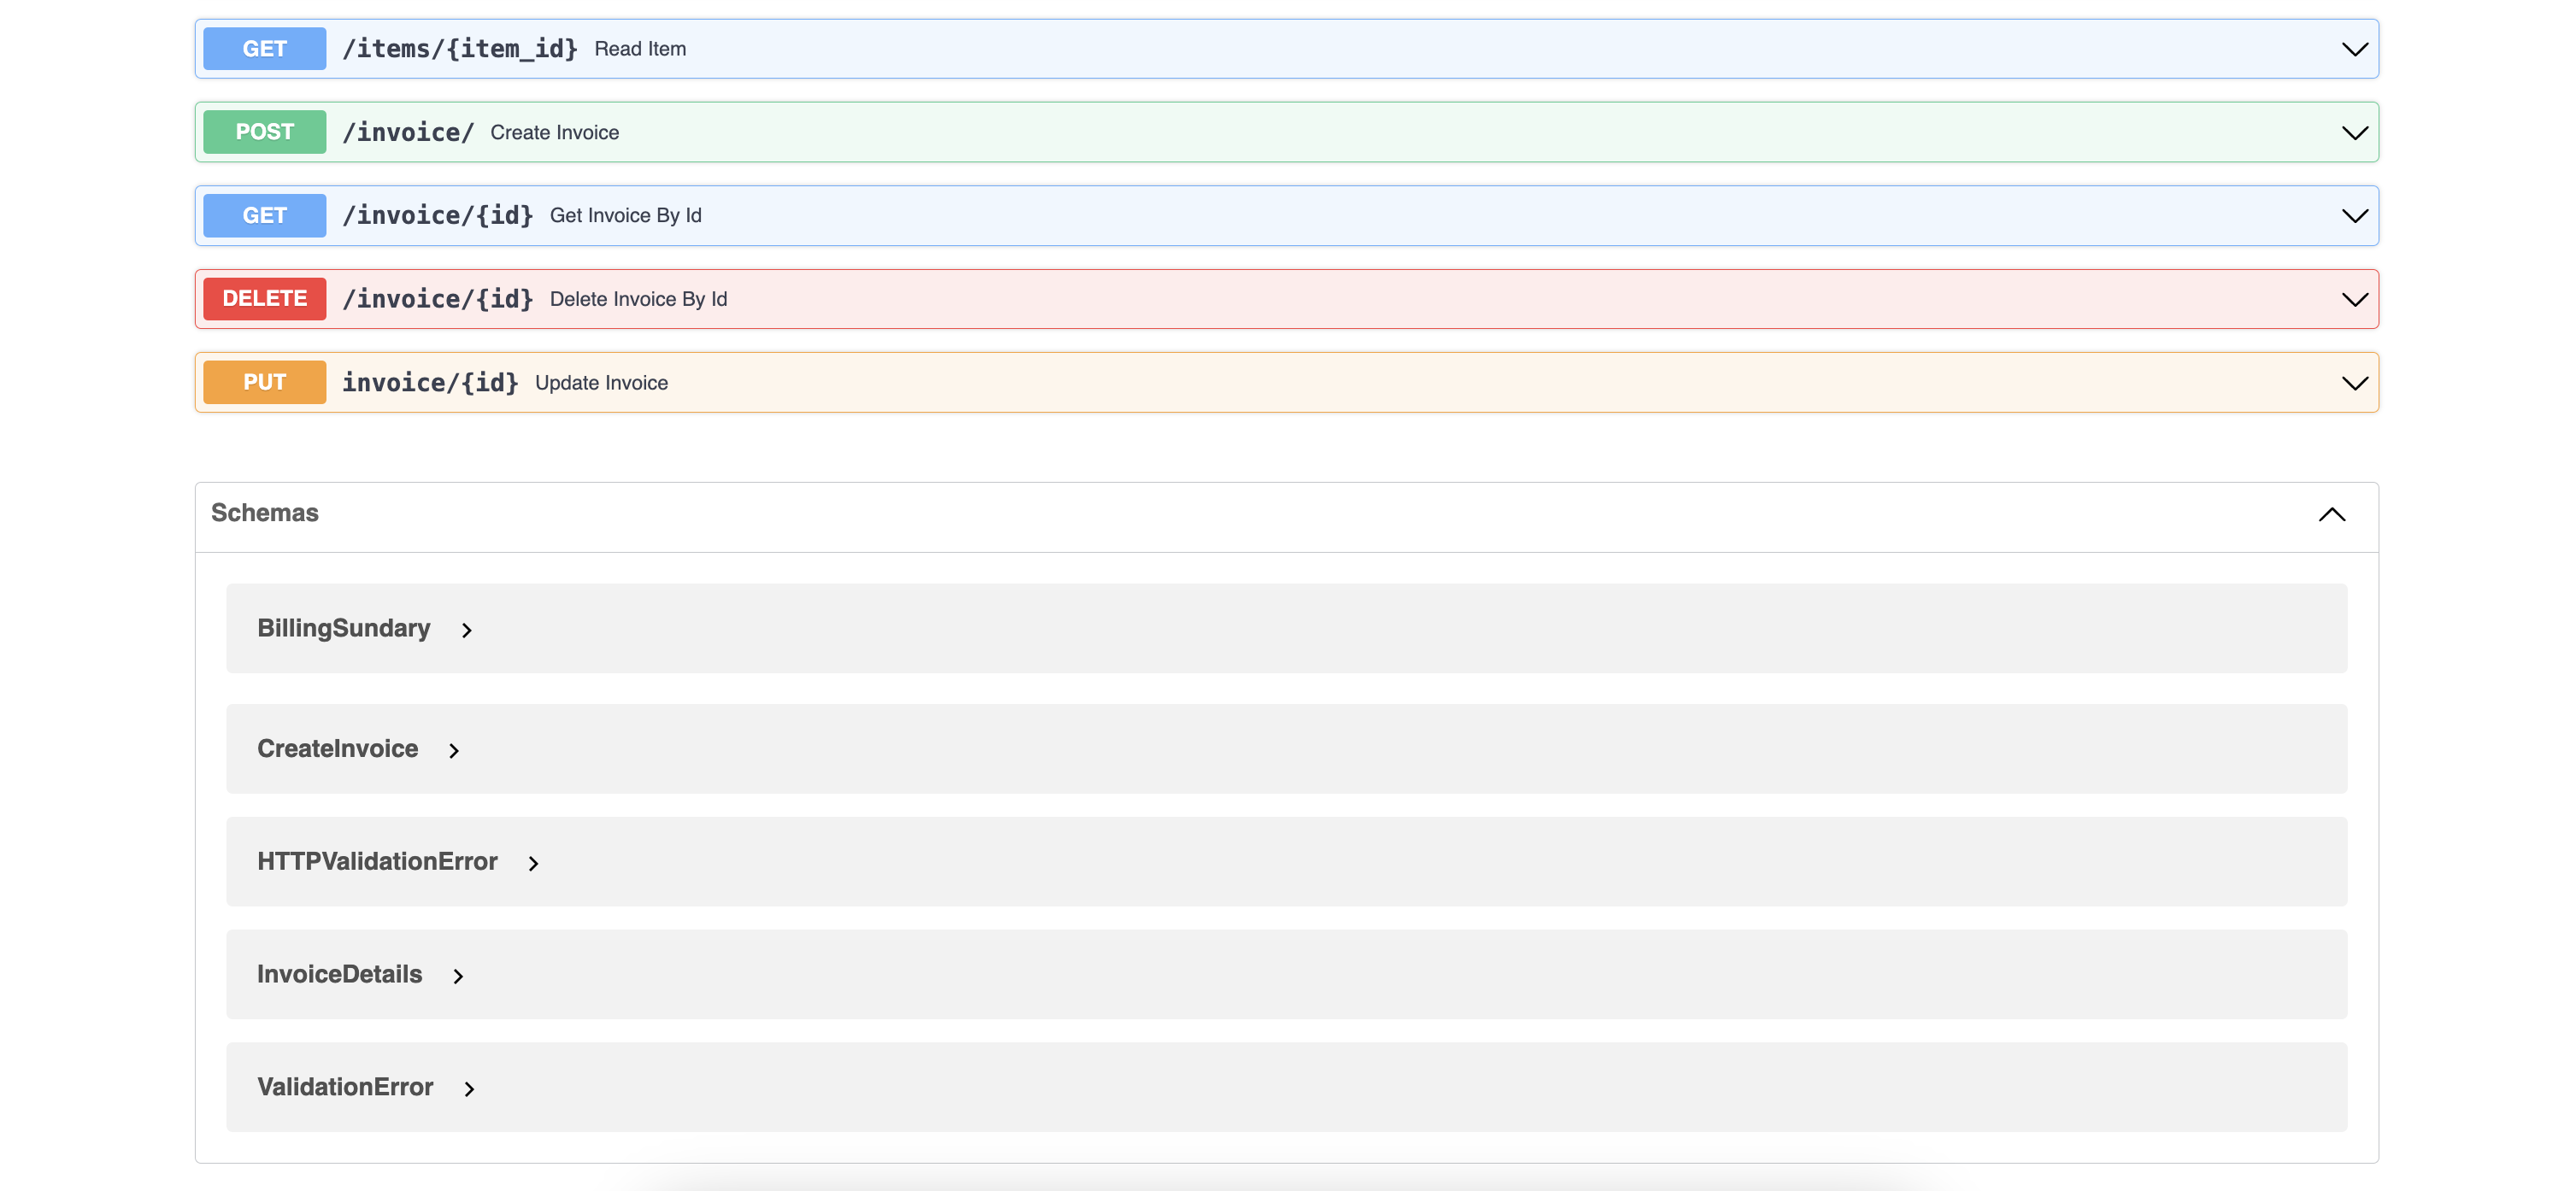 GET /items/{item_id} Read Item
POST /invoice/ Create Invoice
GET /invoice/{id} Get Invoice By Id
DELETE /invoice/{id} Delete Invoice By Id
PUT invoice/{id} Update Invoice
Schemas
BillingSundary
CreateInvoice
HTTPValidationError
InvoiceDetails
ValidationError